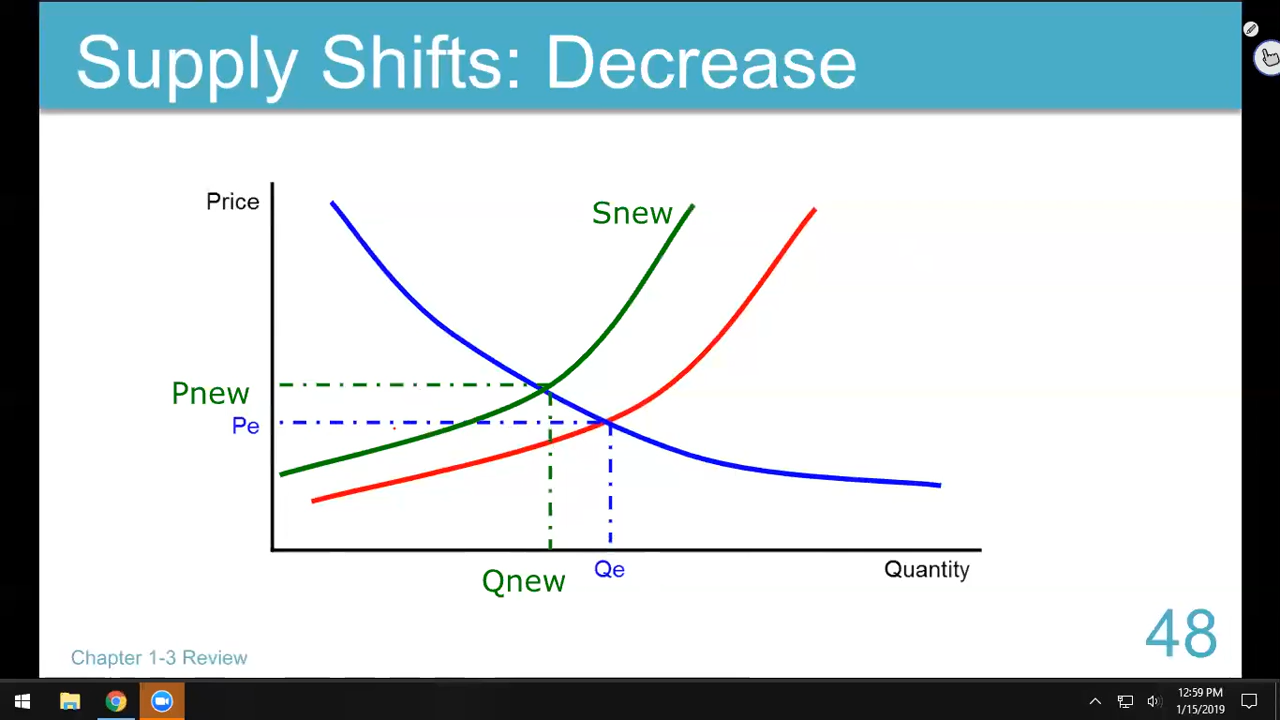 Supply Shifts: Decrease
Price
Snew
Pnew
Pe
Qnew
Qe
Quantity
48
Chapter 1-3 Review
12:59 PM
1/15/2019